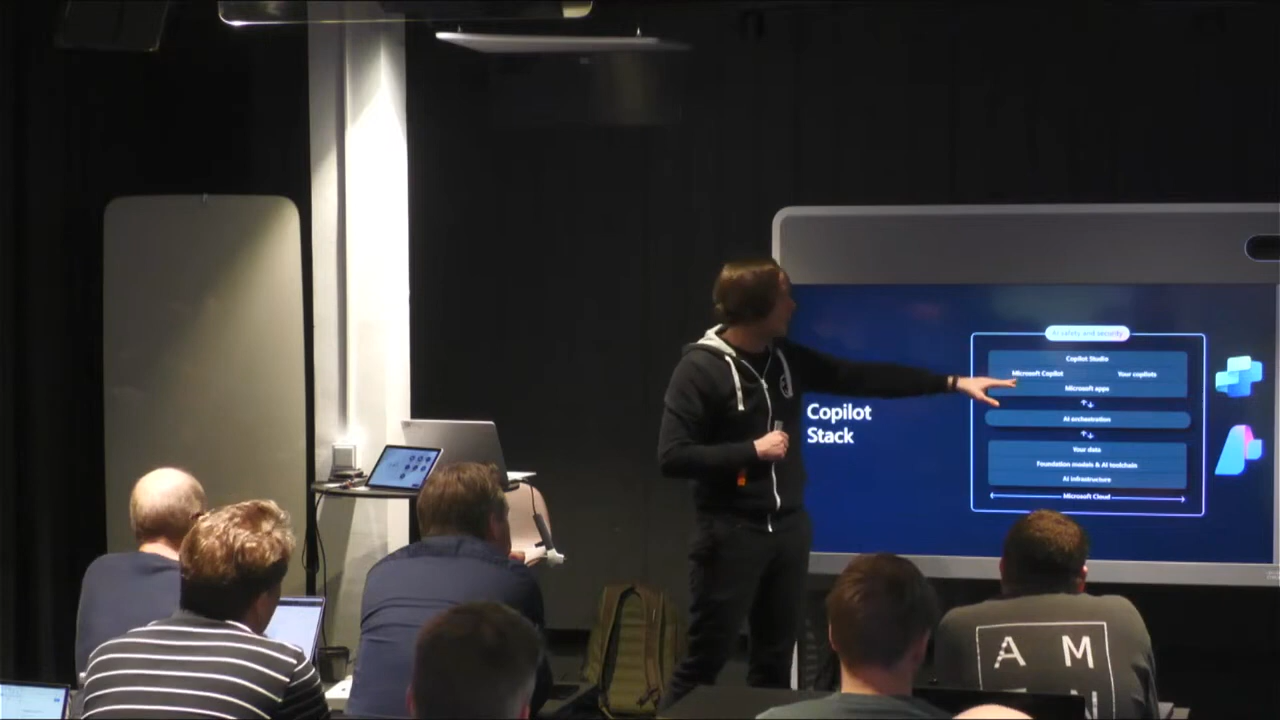 Copilot
Stack
AI safety and security
Copilot Studio
Microsoft Copilot Your copilots
Microsoft apps
AI orchestration
Your data
Foundation models & AI toolchain
AI infrastructure
Microsoft Cloud
A M